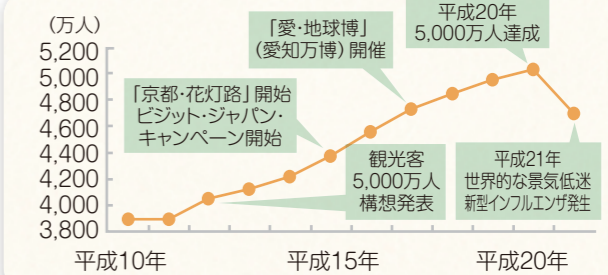 (万人)
5,200
5,000
4,800
4,600
4,400
4,200
4,000
3,800
平成10年
平成15年
平成20年
「京都・花灯路」開始
ビジット・ジャパン・
キャンペーン開始
観光客
5,000万人
構想発表
「愛・地球博」
(愛知万博)開催
平成20年
5,000万人達成
平成21年
世界的な景気低迷
新型インフルエンザ発生